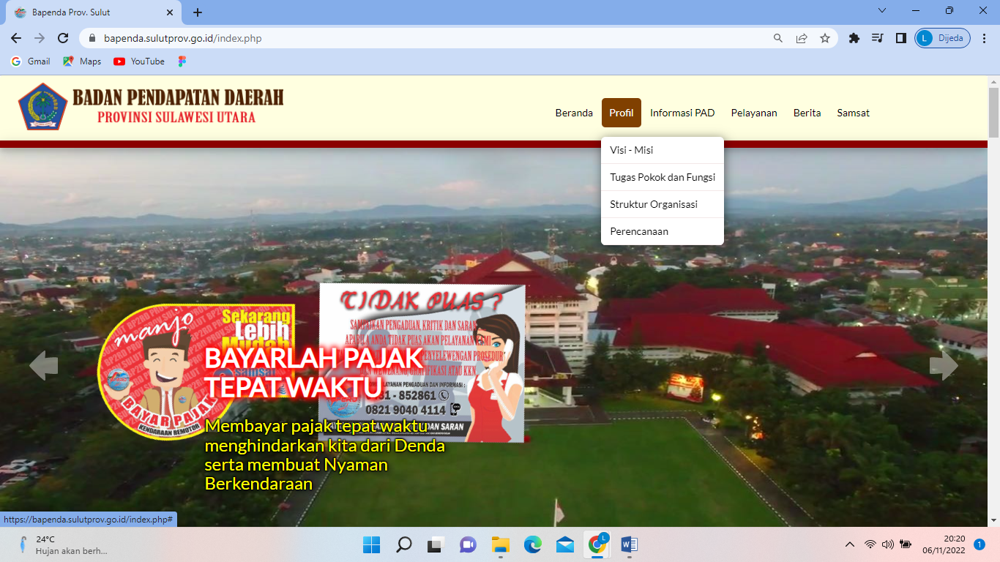 Bapenda Prov. Sulut
bapenda.sulutprov.go.id/index.php
L Dijeda
Gmail Maps YouTube
BADAN PENDAPATAN DAERAH
PROVINSI SULAWESI UTARA
Beranda Profil Informasi PAD Pelayanan Berita Samsat
Visi - Misi
Tugas Pokok dan Fungsi
Struktur Organisasi
Perencanaan
TIDAK PUAS ?
SAMPAIKAN PENGADUAN, KRITIK DAN SARAN
APABILA ANDA TIDAK PUAS AKAN PELAYANAN KAMI
PENYELEWENGAN PROSEDUR
WEWENANG, GRATIFIKASI ATAU KKN
LAYANAN PENGADUAN DAN INFORMASI :
- 852861
0821 9040 4114
DAN SARAN
manjo
Sekarang
Lebih
Mudah
samsat
BAYAR PAJAK
KENDARAAN BERMOTOR
BAYARLAH PAJAK
TEPAT WAKTU
Membayar pajak tepat waktu
menghindarkan kita dari Denda
serta membuat Nyaman
Berkendaraan
https://bapenda.sulutprov.go.id/index.php#
24°C
Hujan akan berh...
L
20:20
06/11/2022
1